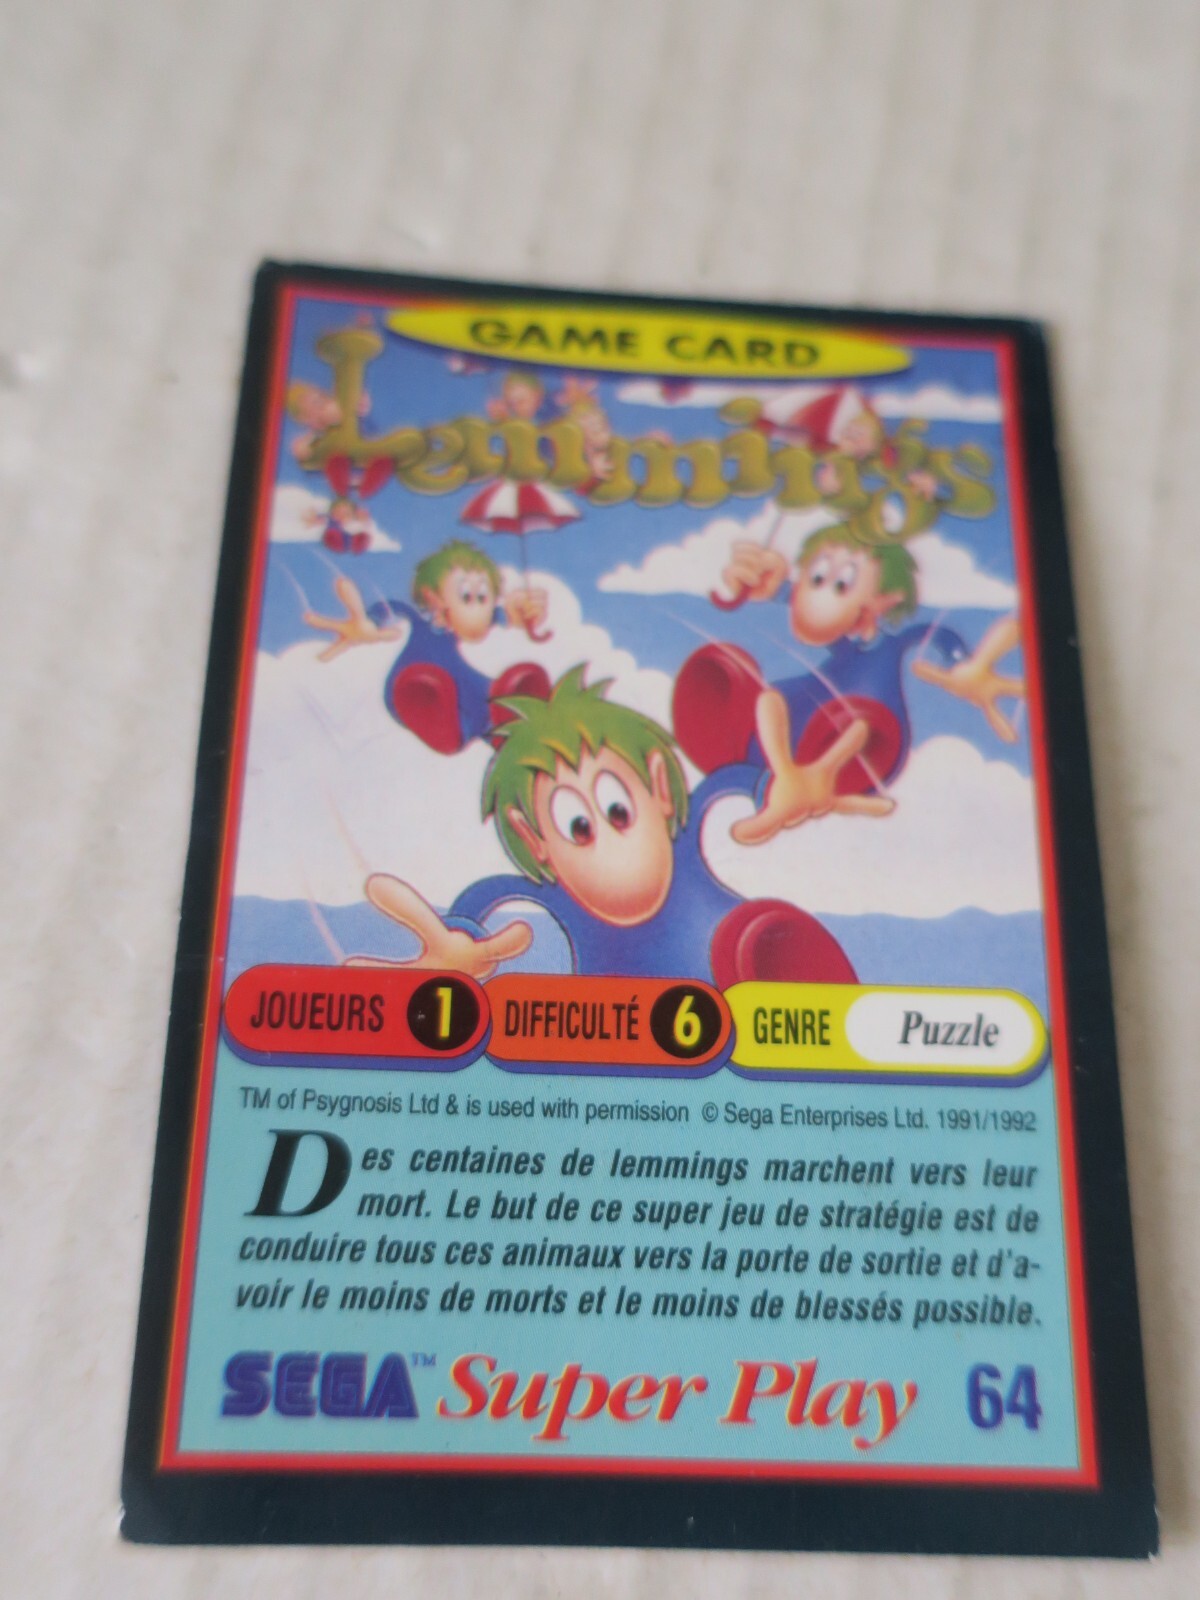 GAME CARD
Lemmings
JOUEURS 1 DIFFICULTÉ 6 GENRE Puzzle
TM of Psygnosis Ltd & is used with permission © Sega Enterprises Ltd. 1991/1992
Des centaines de lemmings marchent vers leur
mort. Le but de ce super jeu de stratégie est de
conduire tous ces animaux vers la porte de sortie et d'a-
voir le moins de morts et le moins de blessés possible.
SEGA™ Super Play 64